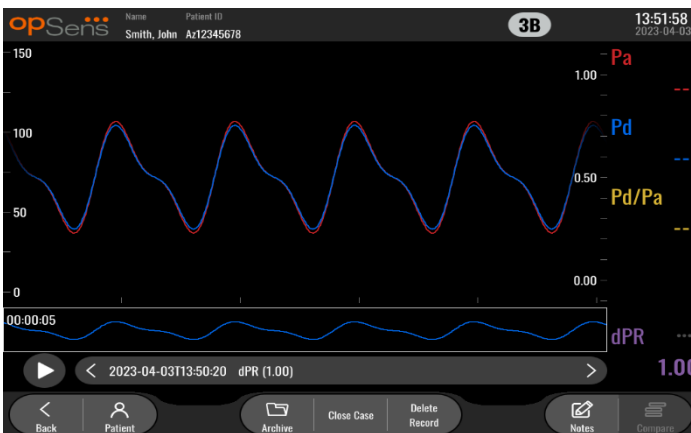 opSens
Name Patient ID
Smith, John Az12345678
3B
13:51:58
2023-04-03
150
100
50
0
1.00
0.50
0.00
Pa
--
Pd
--
Pd/Pa
--
00:00:05
dPR ...
1.00
< 2023-04-03T13:50:20 dPR (1.00) >
Back
Patient
Archive
Close Case
Delete
Record
Notes
Compare